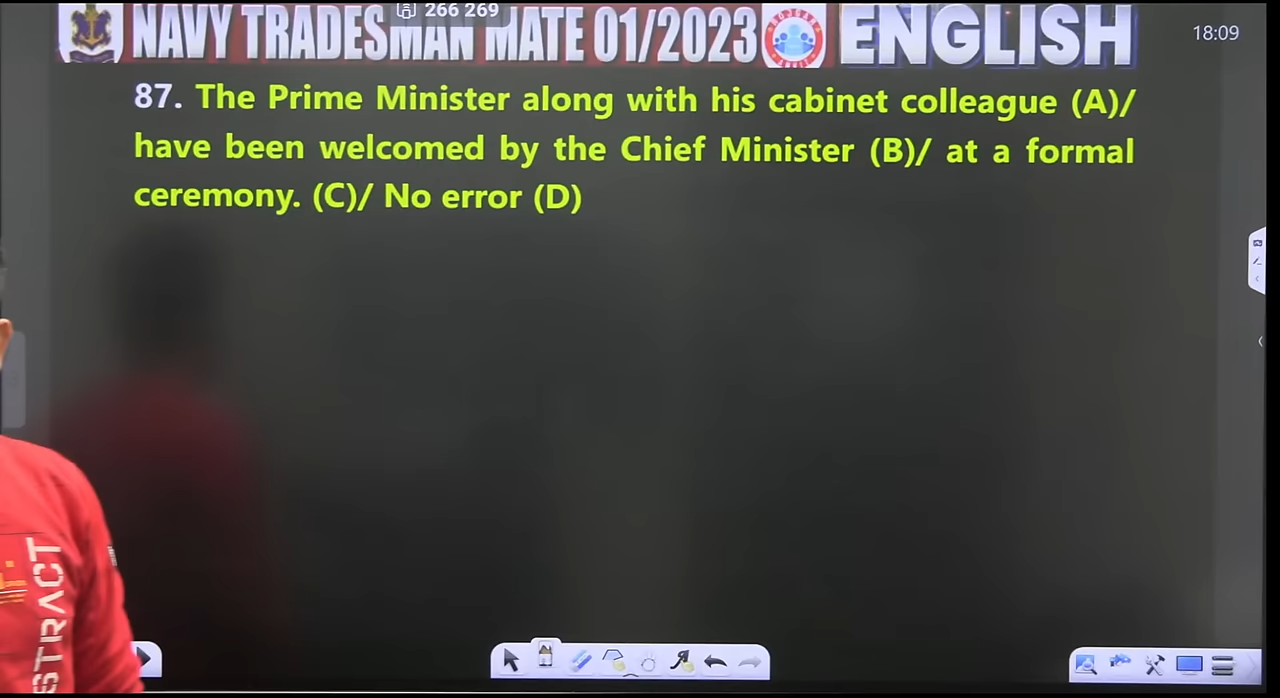 266 269
NAVY TRADESMAN MATE 01/2023 ENGLISH
18:09
87. The Prime Minister along with his cabinet colleague (A)/
have been welcomed by the Chief Minister (B)/ at a formal
ceremony. (C)/ No error (D)
STRACT